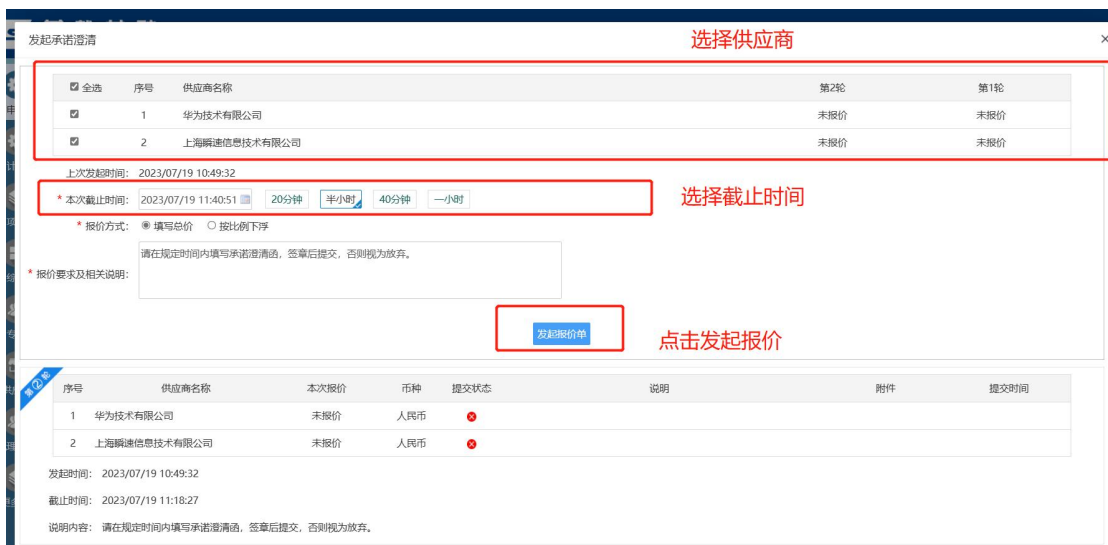 发起承诺澄清
选择供应商
全选 序号 供应商名称 第2轮 第1轮
1 华为技术有限公司 未报价 未报价
2 上海瞬速信息技术有限公司 未报价 未报价
上次发起时间: 2023/07/19 10:49:32
* 本次截止时间: 2023/07/19 11:40:51 20分钟 半小时 40分钟 一小时
选择截止时间
* 报价方式: 填写总价 按比例下浮
* 报价要求及相关说明: 请在规定时间内填写承诺澄清函, 签章后提交, 否则视为放弃。
发起报价单
点击发起报价
第②轮
序号 供应商名称 本次报价 币种 提交状态 说明 附件 提交时间
1 华为技术有限公司 未报价 人民币
2 上海瞬速信息技术有限公司 未报价 人民币
发起时间: 2023/07/19 10:49:32
截止时间: 2023/07/19 11:18:27
说明内容: 请在规定时间内填写承诺澄清函, 签章后提交, 否则视为放弃。